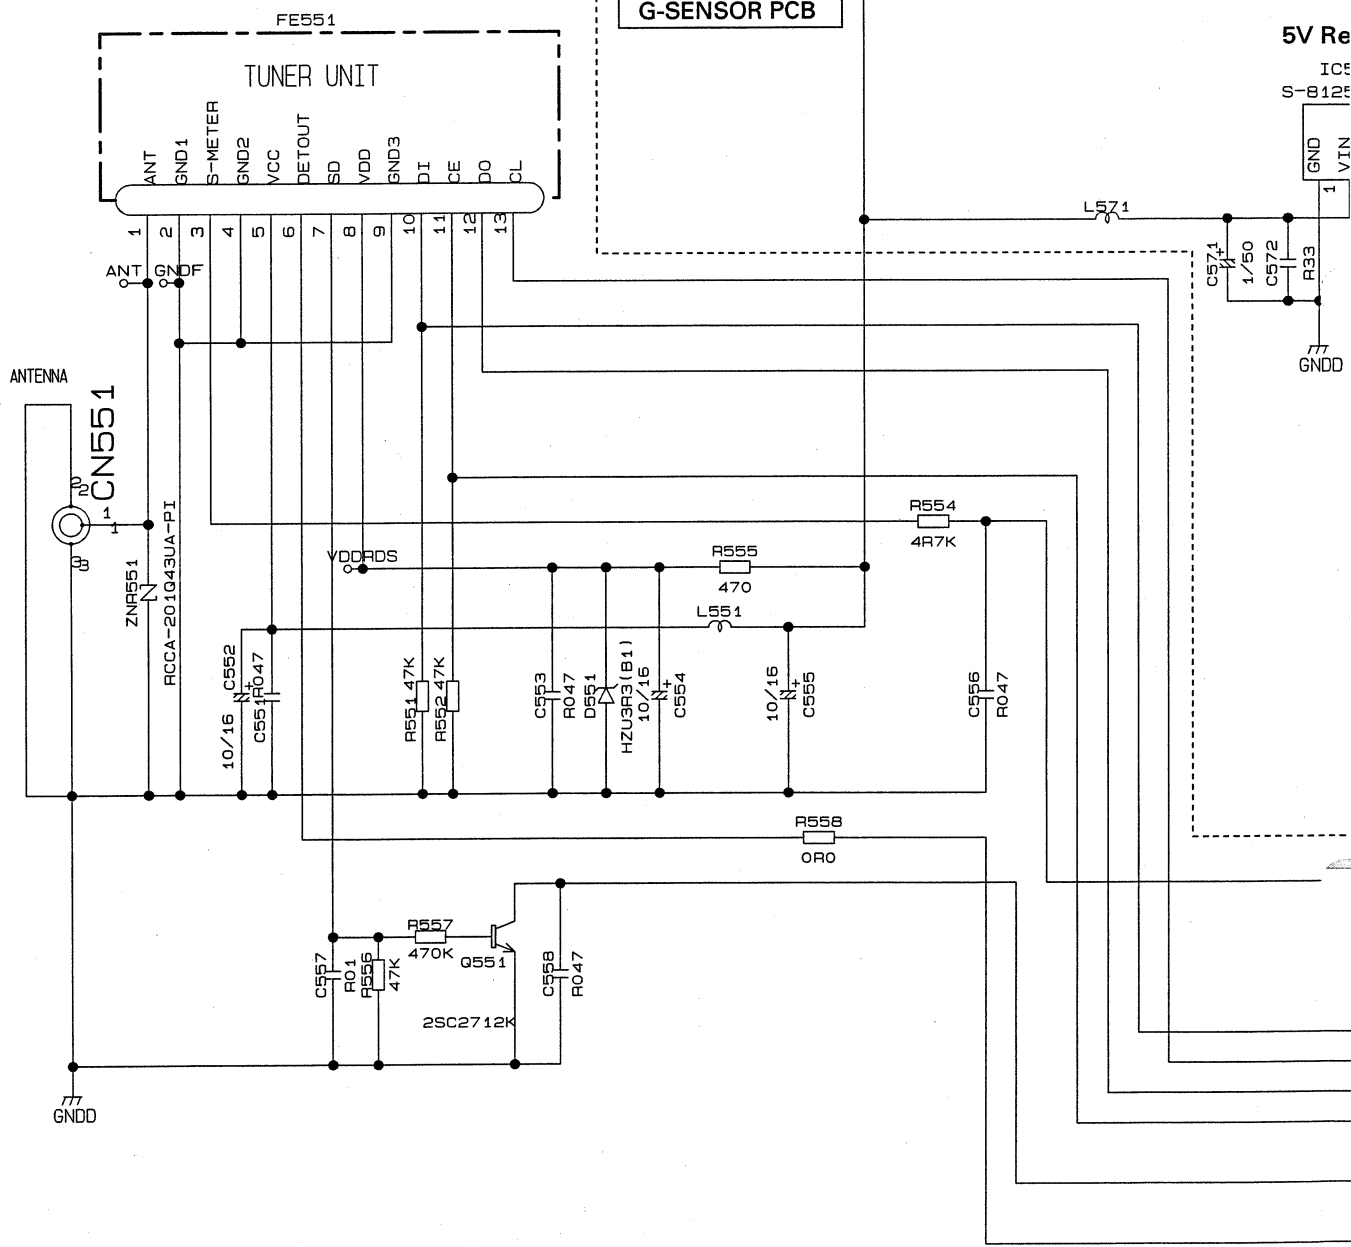 FE551
G-SENSOR PCB
5V Re
TUNER UNIT
S-8125
ANT
GND1
S-METER
GND2
VCC
DETOUT
SD
VDD
GND3
DI
CE
DO
CL
GND
VIN
1
2
3
4
5
6
7
8
9
10
11
12
13
1
L571
ANT
GNDF
C571
+
1/50
C572
R33
GNDD
ANTENNA
CN551
2
2
1
1
3
3
ZNR551
RCCA-201Q43UA-PI
R554
4R7K
VDDRDS
R555
470
L551
C552
+
10/16
C551
R047
R551
47K
R552
47K
C553
R047
D551
HZU3R3(B1)
10/16
+
C554
10/16
+
C555
C556
R047
R558
0R0
R557
470K
Q551
2SC2712K
C557
R01
R556
47K
C558
R047
GNDD